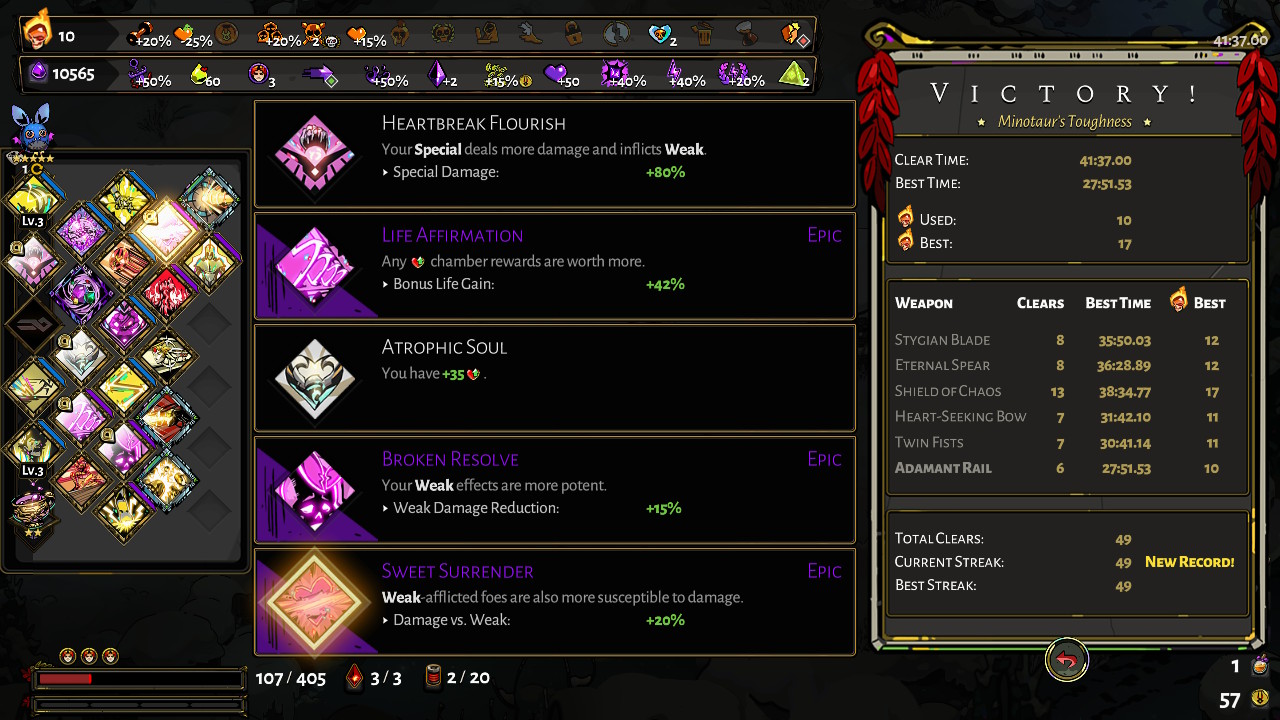 10
+20%
-25%
+20%
2
+15%
2
10565
+50%
60
3
+50%
+2
+15%
+50
+40%
+40%
+20%
2
1
Lv.3
Lv.3
HEARTBREAK FLOURISH
Your Special deals more damage and inflicts Weak.
Special Damage: +80%
LIFE AFFIRMATION EPIC
Any chamber rewards are worth more.
Bonus Life Gain: +42%
ATROPHIC SOUL
You have +35 .
BROKEN RESOLVE EPIC
Your Weak effects are more potent.
Weak Damage Reduction: +15%
SWEET SURRENDER EPIC
Weak-afflicted foes are also more susceptible to damage.
Damage vs. Weak: +20%
107/405
3/3
2/20
41:37.00
VICTORY!
Minotaur's Toughness
CLEAR TIME: 41:37.00
BEST TIME: 27:51.53
USED: 10
BEST: 17
WEAPON CLEARS BEST TIME BEST
STYGIAN BLADE 8 35:50.03 12
ETERNAL SPEAR 8 36:28.89 12
SHIELD OF CHAOS 13 38:34.77 17
HEART-SEEKING BOW 7 31:42.10 11
TWIN FISTS 7 30:41.14 11
ADAMANT RAIL 6 27:51.53 10
TOTAL CLEARS: 49
CURRENT STREAK: 49 NEW RECORD!
BEST STREAK: 49
1
57